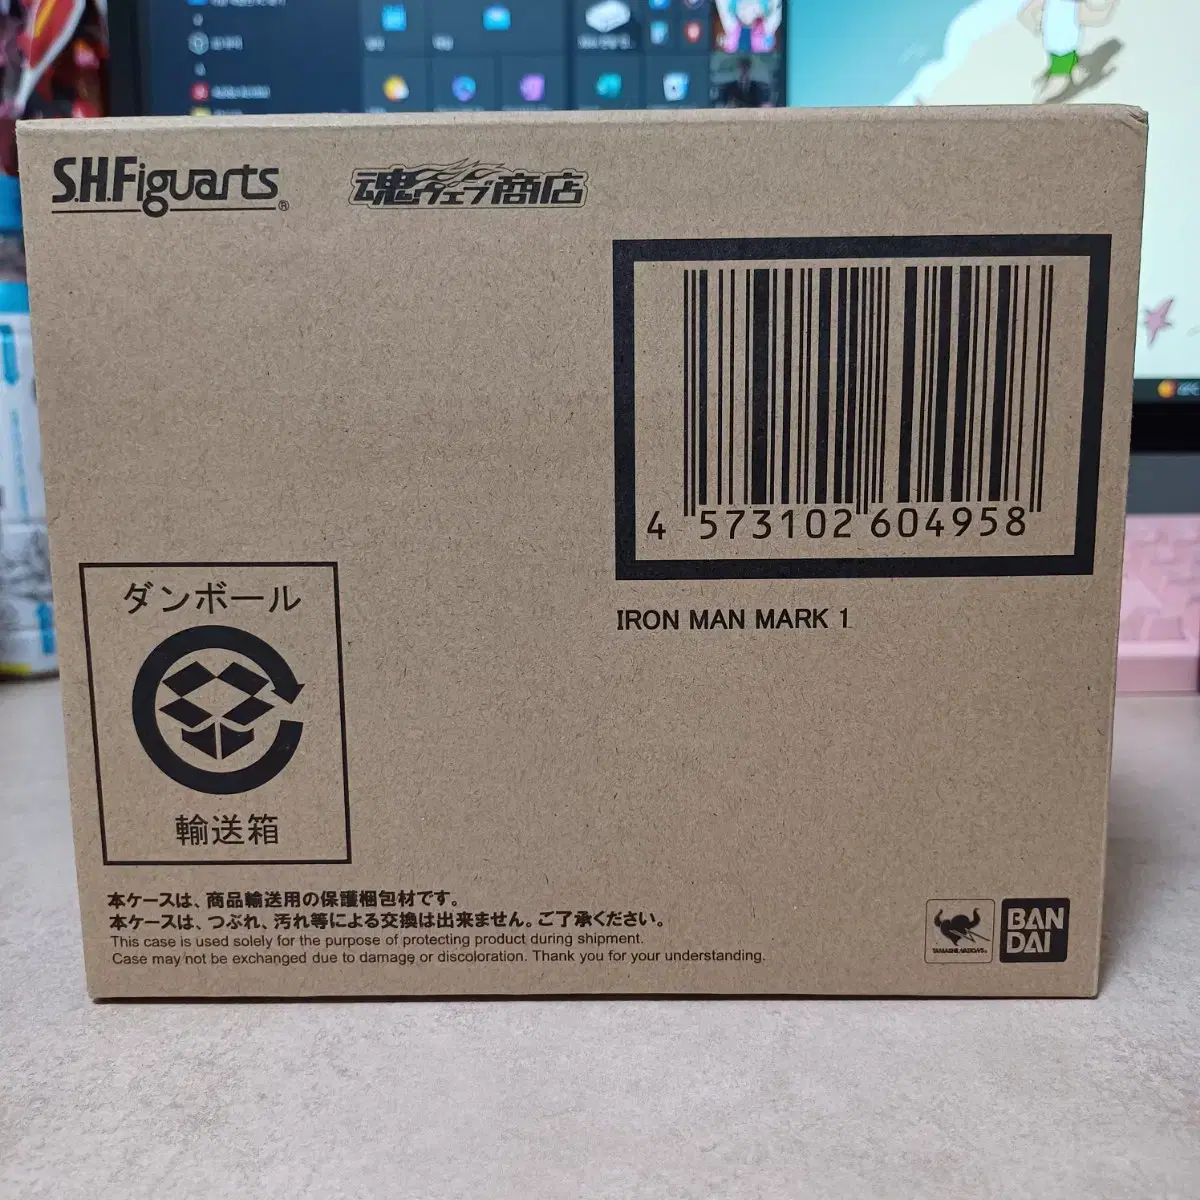 S.H.Figuarts®
魂ウェブ商店
4 573102 604958
IRON MAN MARK 1
ダンボール
輸送箱
本ケースは、商品輸送用の保護梱包材です。
本ケースは、つぶれ、汚れ等による交換は出来ません。ご了承ください。
This case is used solely for the purpose of protecting product during shipment.
Case may not be exchanged due to damage or discoloration. Thank you for your understanding.
TAMASHII NATIONS
BAN
DAI